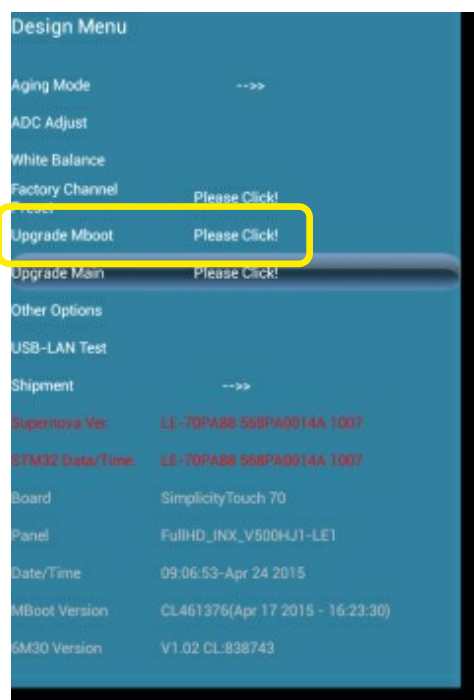 Design Menu
Aging Mode -->>
ADC Adjust
White Balance
Factory Channel
Preset Please Click!
Upgrade Mboot Please Click!
Upgrade Main Please Click!
Other Options
USB-LAN Test
Shipment -->>
Supernova Ver. LE-70PA88 568PA0014A 1007
STM32 Data/Time LE-70PA88 568PA0014A 1007
Board SimplicityTouch 70
Panel FullHD_INX_V500HJ1-LE1
Date/Time 09:06:53-Apr 24 2015
MBoot Version CL461376(Apr 17 2015 - 16:23:30)
6M30 Version V1.02 CL:838743